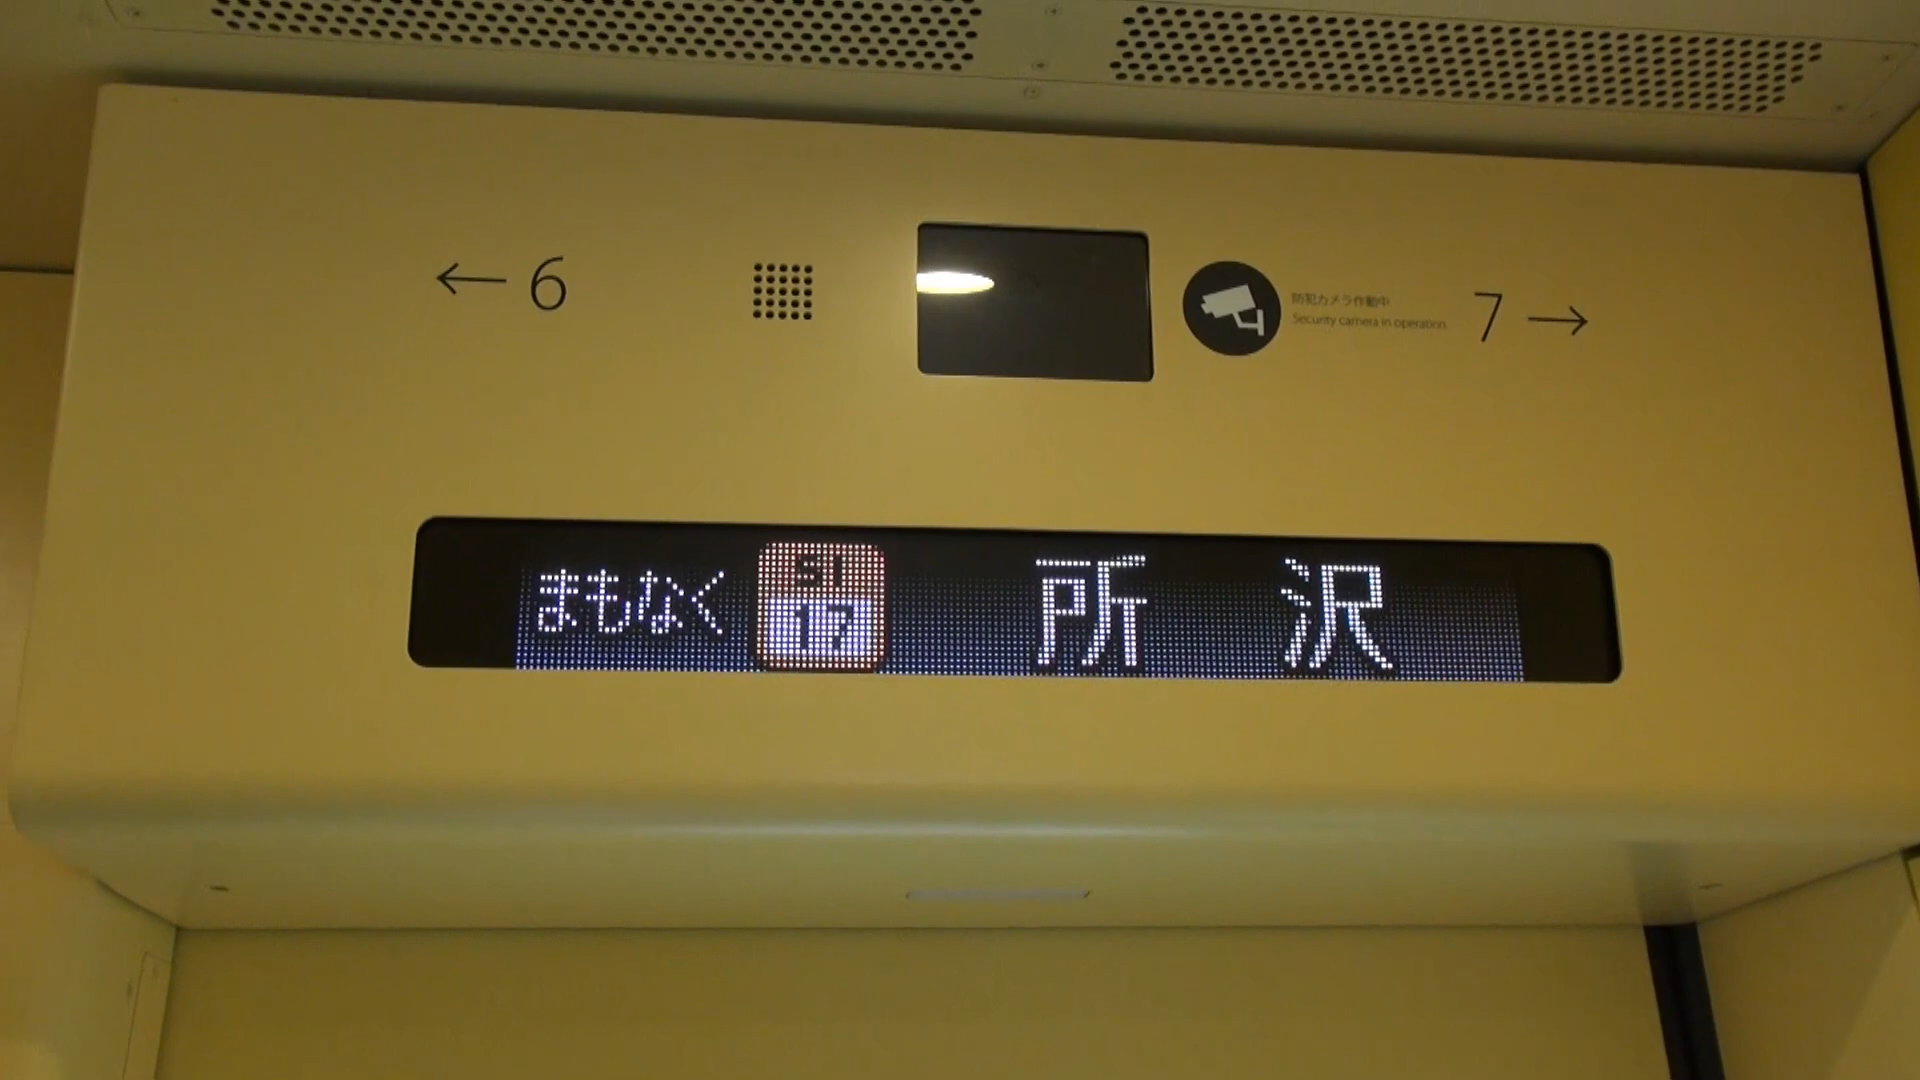 ← 6
防犯カメラ作動中
Security camera in operation
7 →
まもなく SI 17 所沢